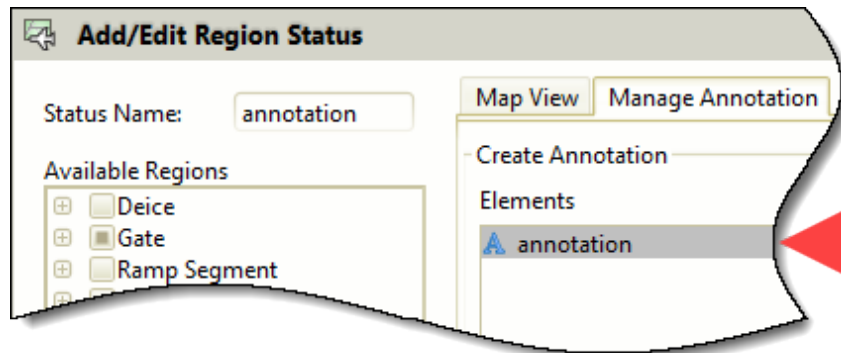 Add/Edit Region Status
Status Name: annotation
Available Regions
Deice
Gate
Ramp Segment
Map View Manage Annotation
Create Annotation
Elements
A annotation